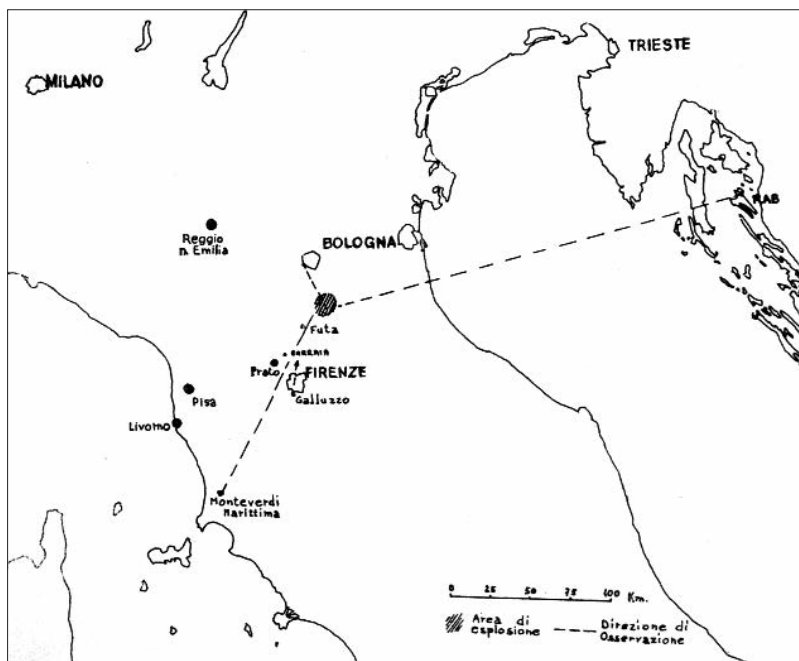 TRIESTE
MILANO
RAB
Reggio
n. Emilia
BOLOGNA
Futa
Prato
FIRENZE
Galluzzo
Pisa
Livorno
Monteverdi
Marittima
0 25 50 75 100 Km.
Area di
esplosione
Direzione di
Osservazione